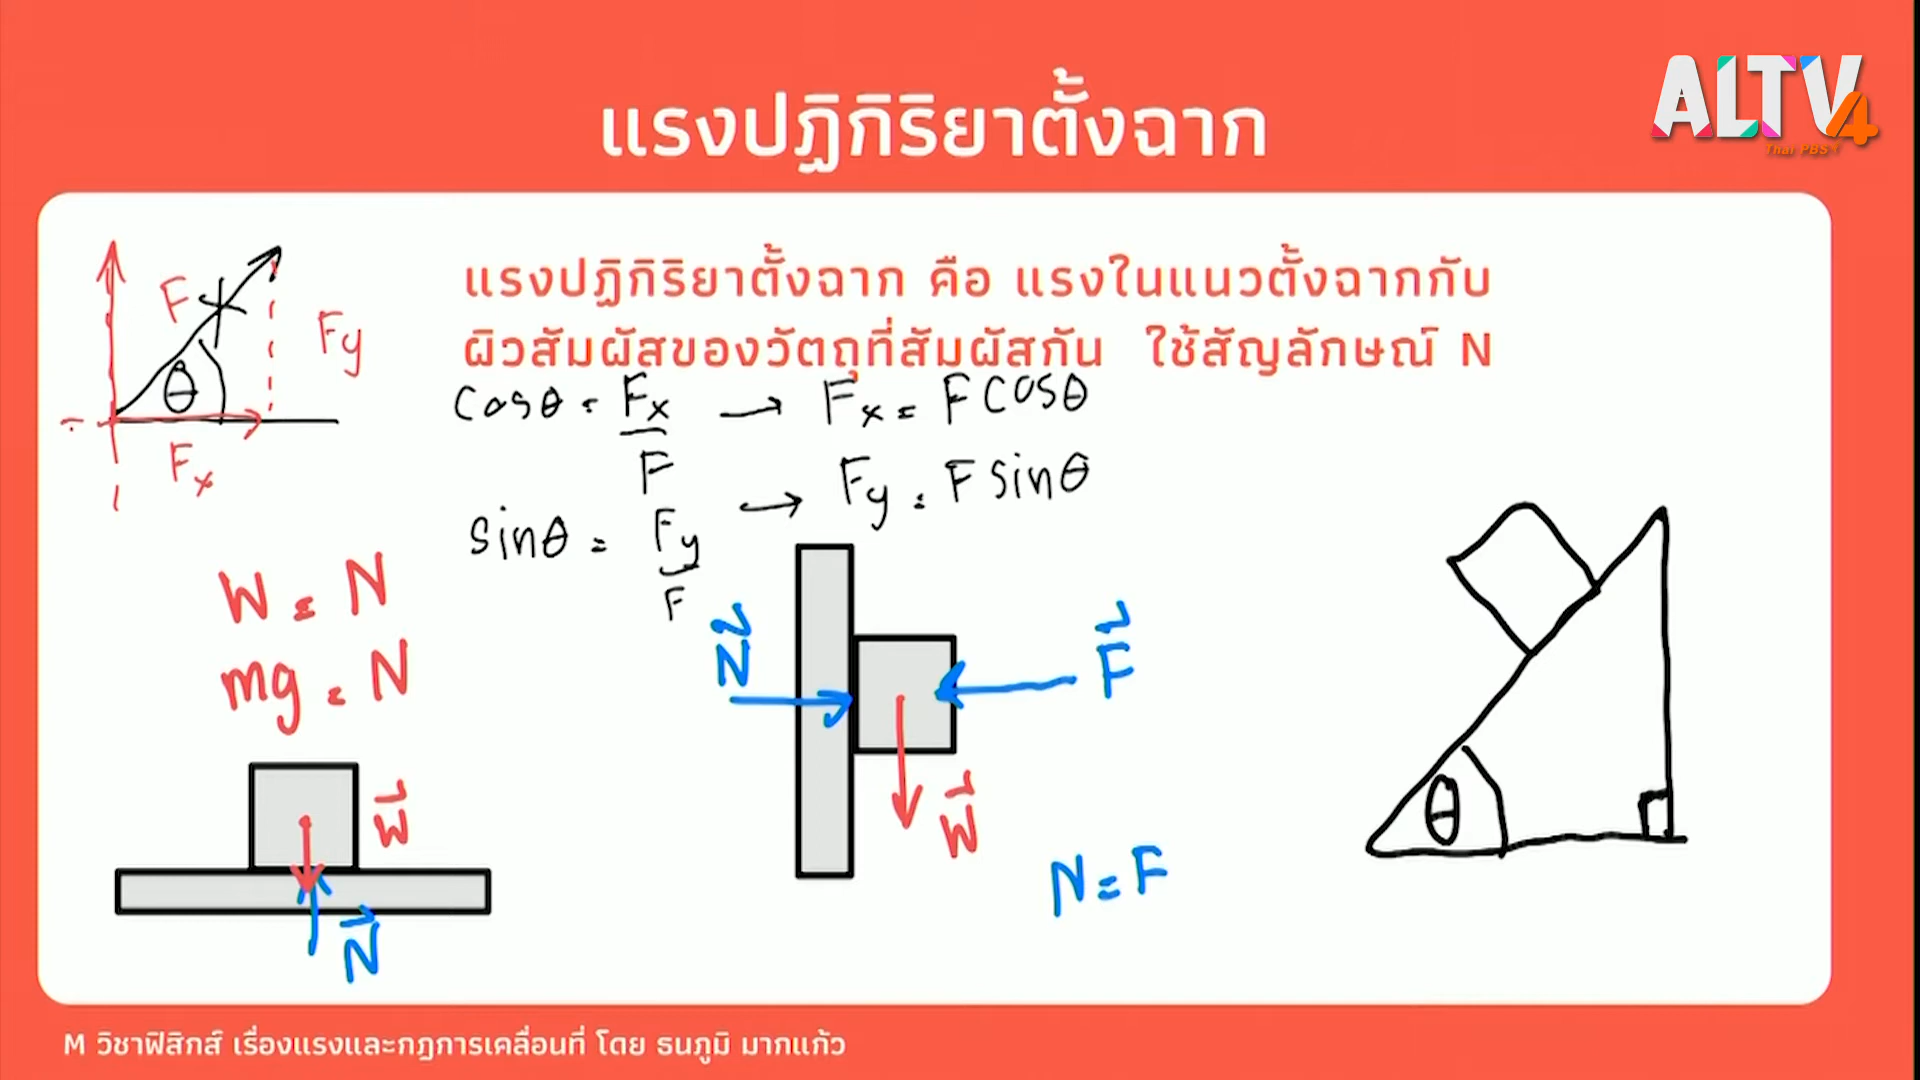 แรงปฏิกิริยาตั้งฉาก
ALTV4
Thai PBS
แรงปฏิกิริยาตั้งฉาก คือ แรงในแนวตั้งฉากกับ
ผิวสัมผัสของวัตถุที่สัมผัสกัน ใช้สัญลักษณ์ N
F
Fy
θ
Fx
cosθ = Fx/F → Fx = F cosθ
sinθ = Fy/F → Fy = F sinθ
W = N
mg = N
W
N
N
F
W
N = F
θ
M วิชาฟิสิกส์ เรื่องแรงและกฎการเคลื่อนที่ โดย ธนภูมิ มากแก้ว